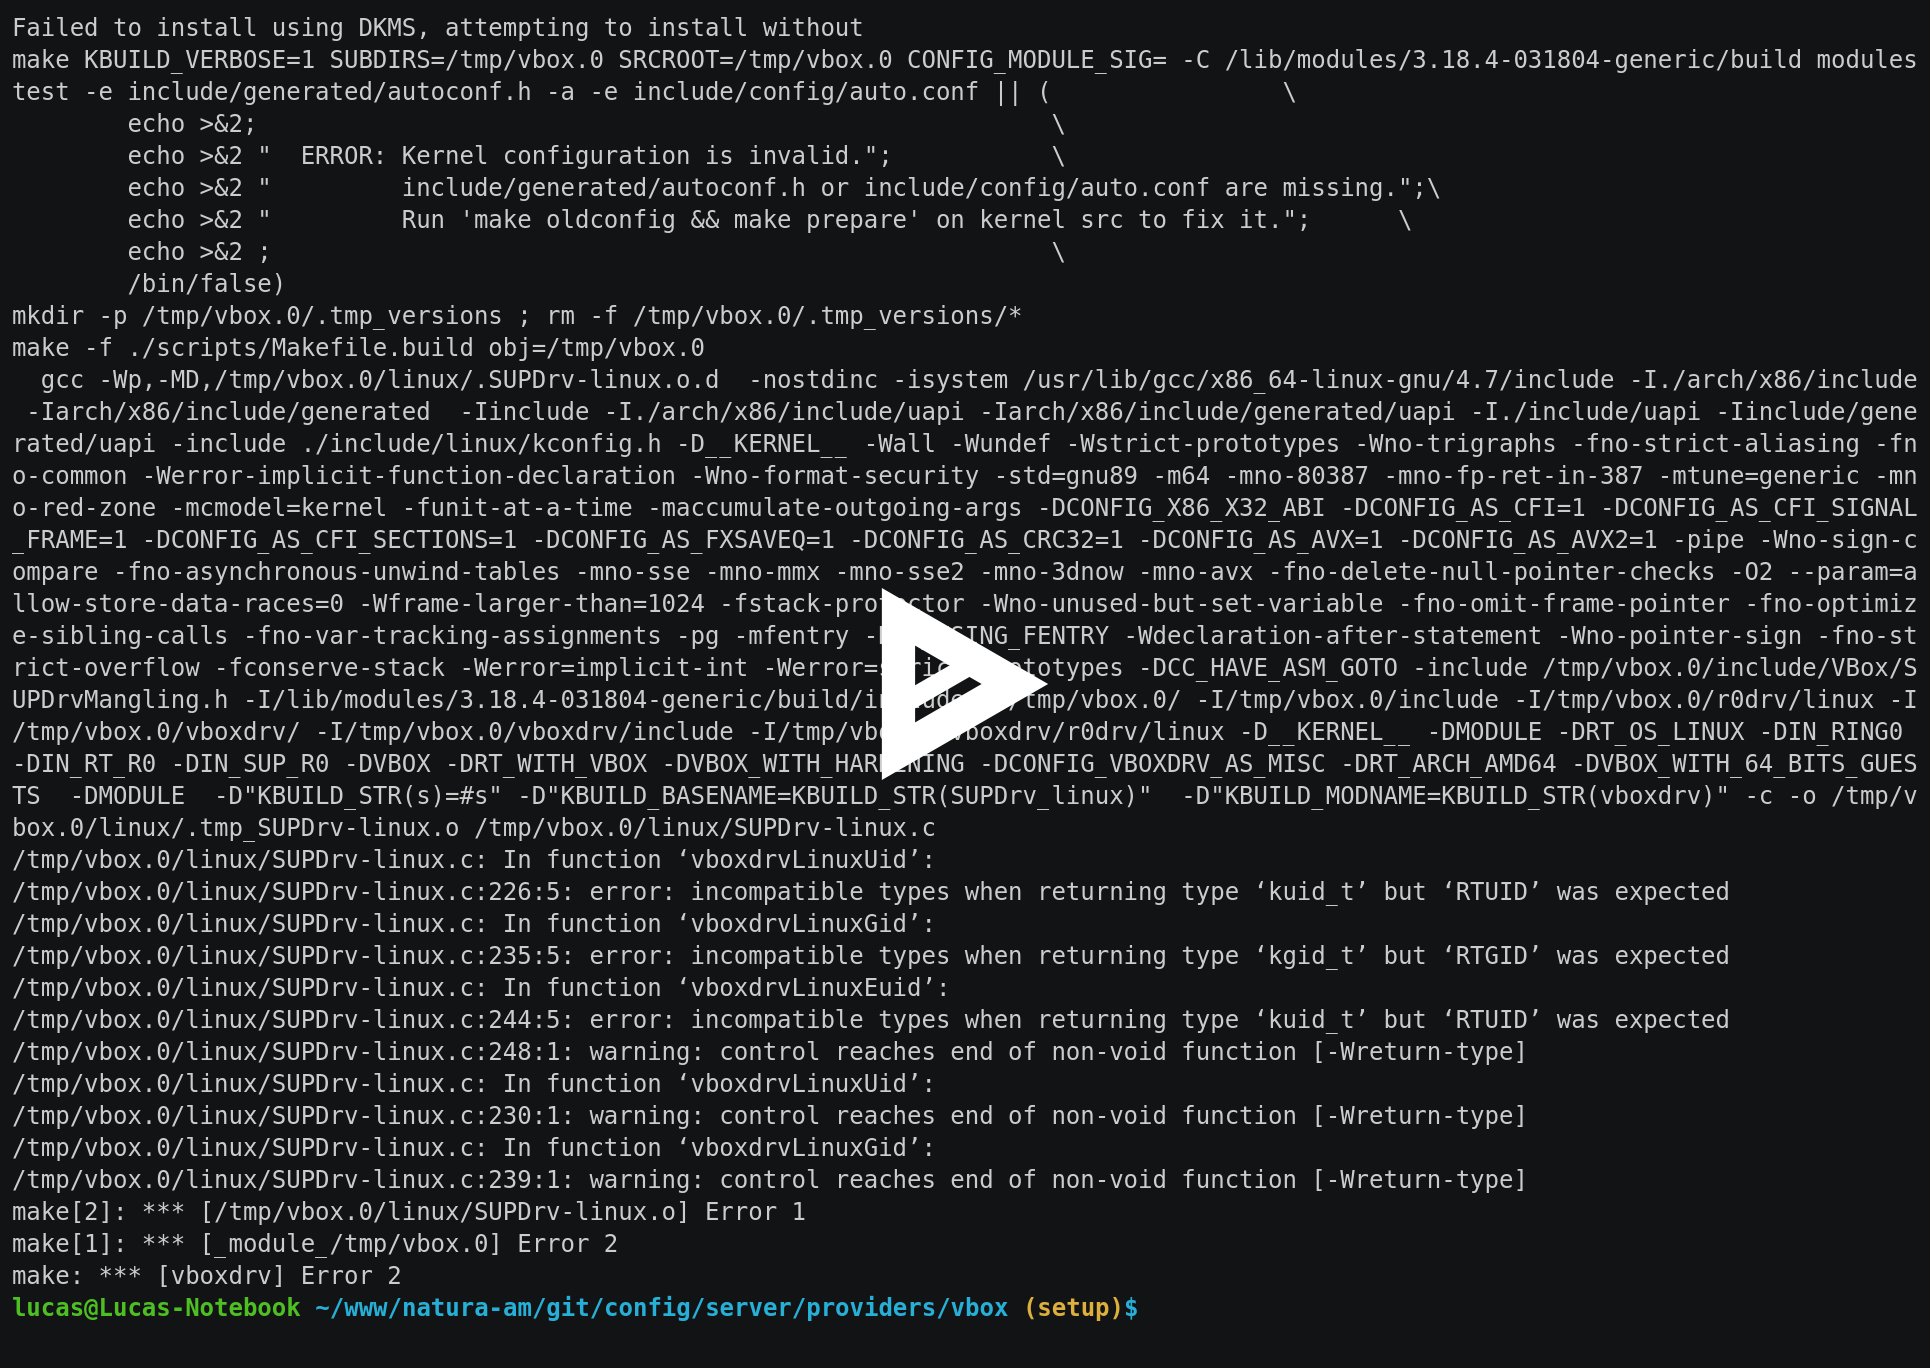 Failed to install using DKMS, attempting to install without
make KBUILD_VERBOSE=1 SUBDIRS=/tmp/vbox.0 SRCROOT=/tmp/vbox.0 CONFIG_MODULE_SIG= -C /lib/modules/3.18.4-031804-generic/build modules
test -e include/generated/autoconf.h -a -e include/config/auto.conf || (                \
        echo >&2;                                                       \
        echo >&2 "  ERROR: Kernel configuration is invalid.";           \
        echo >&2 "         include/generated/autoconf.h or include/config/auto.conf are missing.";\
        echo >&2 "         Run 'make oldconfig && make prepare' on kernel src to fix it.";      \
        echo >&2 ;                                                      \
        /bin/false)
mkdir -p /tmp/vbox.0/.tmp_versions ; rm -f /tmp/vbox.0/.tmp_versions/*
make -f ./scripts/Makefile.build obj=/tmp/vbox.0
  gcc -Wp,-MD,/tmp/vbox.0/linux/.SUPDrv-linux.o.d  -nostdinc -isystem /usr/lib/gcc/x86_64-linux-gnu/4.7/include -I./arch/x86/include
 -Iarch/x86/include/generated  -Iinclude -I./arch/x86/include/uapi -Iarch/x86/include/generated/uapi -I./include/uapi -Iinclude/gene
rated/uapi -include ./include/linux/kconfig.h -D__KERNEL__ -Wall -Wundef -Wstrict-prototypes -Wno-trigraphs -fno-strict-aliasing -fn
o-common -Werror-implicit-function-declaration -Wno-format-security -std=gnu89 -m64 -mno-80387 -mno-fp-ret-in-387 -mtune=generic -mn
o-red-zone -mcmodel=kernel -funit-at-a-time -maccumulate-outgoing-args -DCONFIG_X86_X32_ABI -DCONFIG_AS_CFI=1 -DCONFIG_AS_CFI_SIGNAL
_FRAME=1 -DCONFIG_AS_CFI_SECTIONS=1 -DCONFIG_AS_FXSAVEQ=1 -DCONFIG_AS_CRC32=1 -DCONFIG_AS_AVX=1 -DCONFIG_AS_AVX2=1 -pipe -Wno-sign-c
ompare -fno-asynchronous-unwind-tables -mno-sse -mno-mmx -mno-sse2 -mno-3dnow -mno-avx -fno-delete-null-pointer-checks -O2 --param=a
llow-store-data-races=0 -Wframe-larger-than=1024 -fstack-protector -Wno-unused-but-set-variable -fno-omit-frame-pointer -fno-optimiz
e-sibling-calls -fno-var-tracking-assignments -pg -mfentry -Wdeclaration-after-statement -Wno-pointer-sign -fno-st
rict-overflow -fconserve-stack -Werror=implicit-int -Werror=strict-prototypes -DCC_HAVE_ASM_GOTO -include /tmp/vbox.0/include/VBox/S
UPDrvMangling.h -I/lib/modules/3.18.4-031804-generic/build/include /tmp/vbox.0/ -I/tmp/vbox.0/include -I/tmp/vbox.0/r0drv/linux -I
/tmp/vbox.0/vboxdrv/ -I/tmp/vbox.0/vboxdrv/include -I/tmp/vbox.0/vboxdrv/r0drv/linux -D__KERNEL__ -DMODULE -DRT_OS_LINUX -DIN_RING0
-DIN_RT_R0 -DIN_SUP_R0 -DVBOX -DRT_WITH_VBOX -DVBOX_WITH_HARDENING -DCONFIG_VBOXDRV_AS_MISC -DRT_ARCH_AMD64 -DVBOX_WITH_64_BITS_GUES
TS  -DMODULE  -D"KBUILD_STR(s)=#s" -D"KBUILD_BASENAME=KBUILD_STR(SUPDrv_linux)"  -D"KBUILD_MODNAME=KBUILD_STR(vboxdrv)" -c -o /tmp/v
box.0/linux/.tmp_SUPDrv-linux.o /tmp/vbox.0/linux/SUPDrv-linux.c
/tmp/vbox.0/linux/SUPDrv-linux.c: In function ‘vboxdrvLinuxUid’:
/tmp/vbox.0/linux/SUPDrv-linux.c:226:5: error: incompatible types when returning type ‘kuid_t’ but ‘RTUID’ was expected
/tmp/vbox.0/linux/SUPDrv-linux.c: In function ‘vboxdrvLinuxGid’:
/tmp/vbox.0/linux/SUPDrv-linux.c:235:5: error: incompatible types when returning type ‘kgid_t’ but ‘RTGID’ was expected
/tmp/vbox.0/linux/SUPDrv-linux.c: In function ‘vboxdrvLinuxEuid’:
/tmp/vbox.0/linux/SUPDrv-linux.c:244:5: error: incompatible types when returning type ‘kuid_t’ but ‘RTUID’ was expected
/tmp/vbox.0/linux/SUPDrv-linux.c:248:1: warning: control reaches end of non-void function [-Wreturn-type]
/tmp/vbox.0/linux/SUPDrv-linux.c: In function ‘vboxdrvLinuxUid’:
/tmp/vbox.0/linux/SUPDrv-linux.c:230:1: warning: control reaches end of non-void function [-Wreturn-type]
/tmp/vbox.0/linux/SUPDrv-linux.c: In function ‘vboxdrvLinuxGid’:
/tmp/vbox.0/linux/SUPDrv-linux.c:239:1: warning: control reaches end of non-void function [-Wreturn-type]
make[2]: *** [/tmp/vbox.0/linux/SUPDrv-linux.o] Error 1
make[1]: *** [_module_/tmp/vbox.0] Error 2
make: *** [vboxdrv] Error 2
lucas@Lucas-Notebook ~/www/natura-am/git/config/server/providers/vbox (setup)$